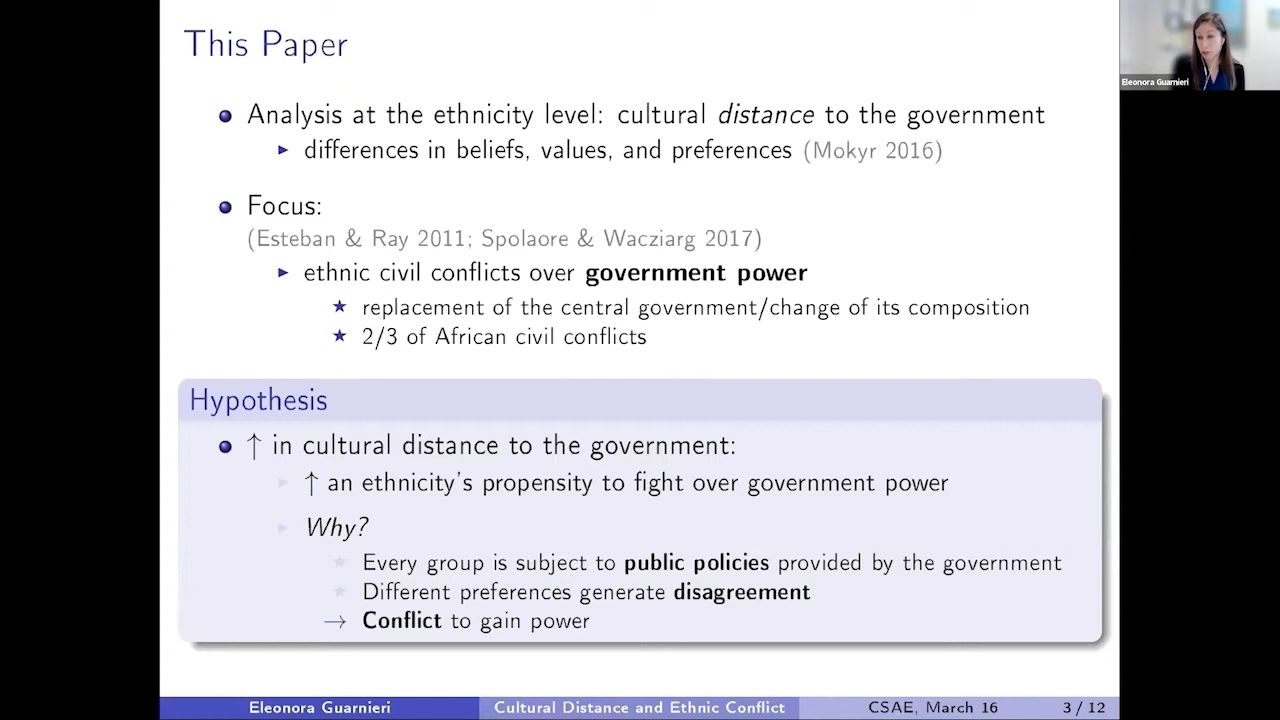 This Paper
Analysis at the ethnicity level: cultural distance to the government
differences in beliefs, values, and preferences (Mokyr 2016)
Focus:
(Esteban & Ray 2011; Spolaore & Wacziarg 2017)
ethnic civil conflicts over government power
replacement of the central government/change of its composition
2/3 of African civil conflicts
Hypothesis
↑ in cultural distance to the government:
↑ an ethnicity's propensity to fight over government power
Why?
Every group is subject to public policies provided by the government
Different preferences generate disagreement
→ Conflict to gain power
Eleonora Guarnieri Cultural Distance and Ethnic Conflict CSAE, March 16 3 / 12
Eleonora Guarnieri